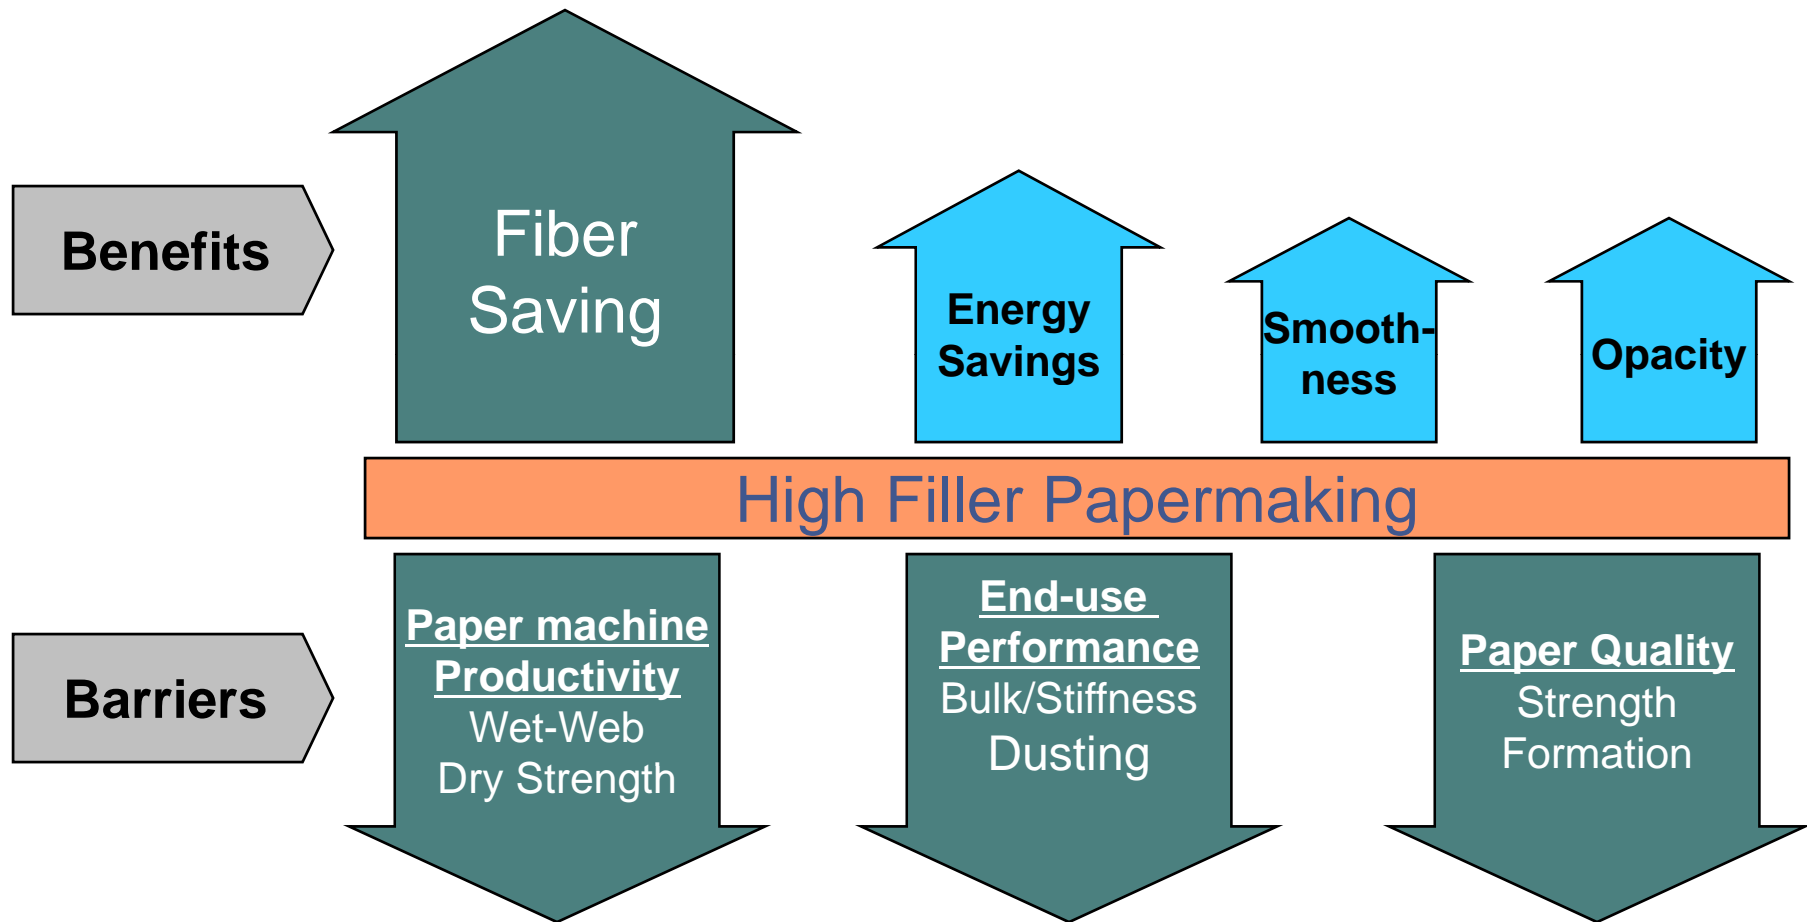 Benefits
Fiber
Saving
Energy
Savings
Smooth-
ness
Opacity
High Filler Papermaking
Barriers
Paper machine
Productivity
Wet-Web
Dry Strength
End-use
Performance
Bulk/Stiffness
Dusting
Paper Quality
Strength
Formation